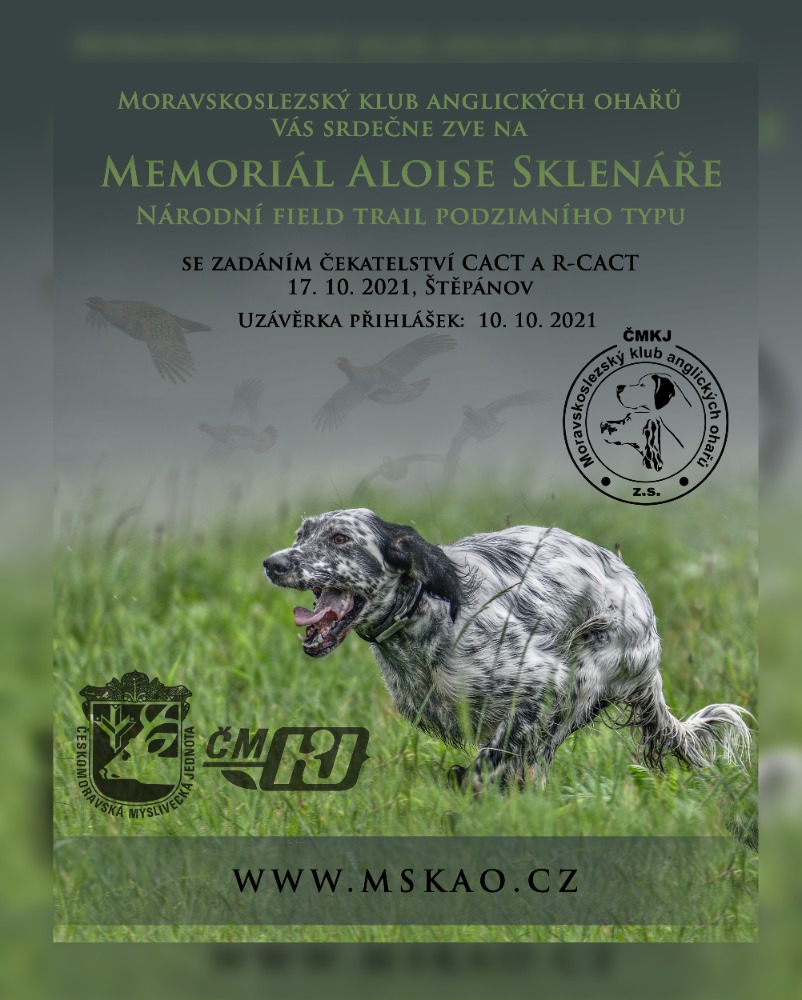 Moravskoslezský klub anglických ohařů
Vás srdečne zve na
Memoriál Aloise Sklenáře
Národní field trail podzimního typu
se zadáním čekatelství CACT a R-CACT
17. 10. 2021, Štěpánov
Uzávěrka přihlášek: 10. 10. 2021
ČMKJ
Moravskoslezský klub anglických ohařů
z.s.
ČESKOMORAVSKÁ MYSLIVECKÁ JEDNOTA
ČMKJ
www.mskao.cz